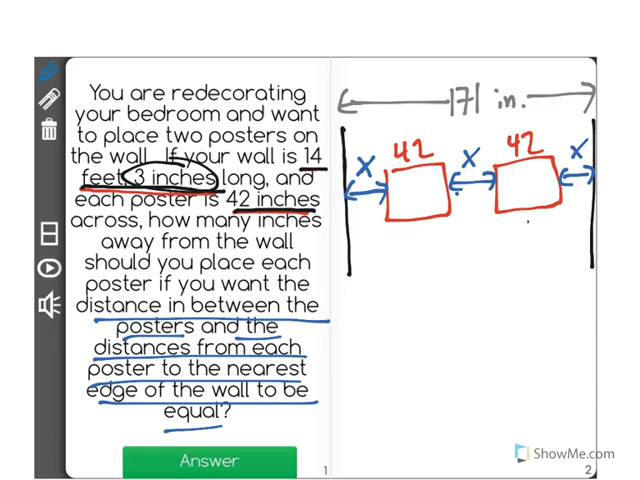 You are redecorating
your bedroom and want
to place two posters on
the wall. If your wall is 14
feet, 3 inches long, and
each poster is 42 inches
across, how many inches
away from the wall
should you place each
poster if you want the
distance in between the
posters and the
distances from each
poster to the nearest
edge of the wall to be
equal?
Answer
1
171 in.
X 42 X 42 X
ShowMe.com
2